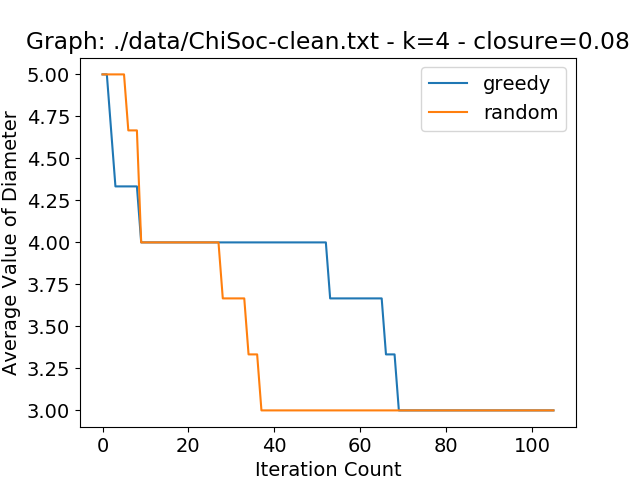 Graph: ./data/ChiSoc-clean.txt - k=4 - closure=0.08
greedy
random
Average Value of Diameter
5.00
4.75
4.50
4.25
4.00
3.75
3.50
3.25
3.00
0 20 40 60 80 100
Iteration Count